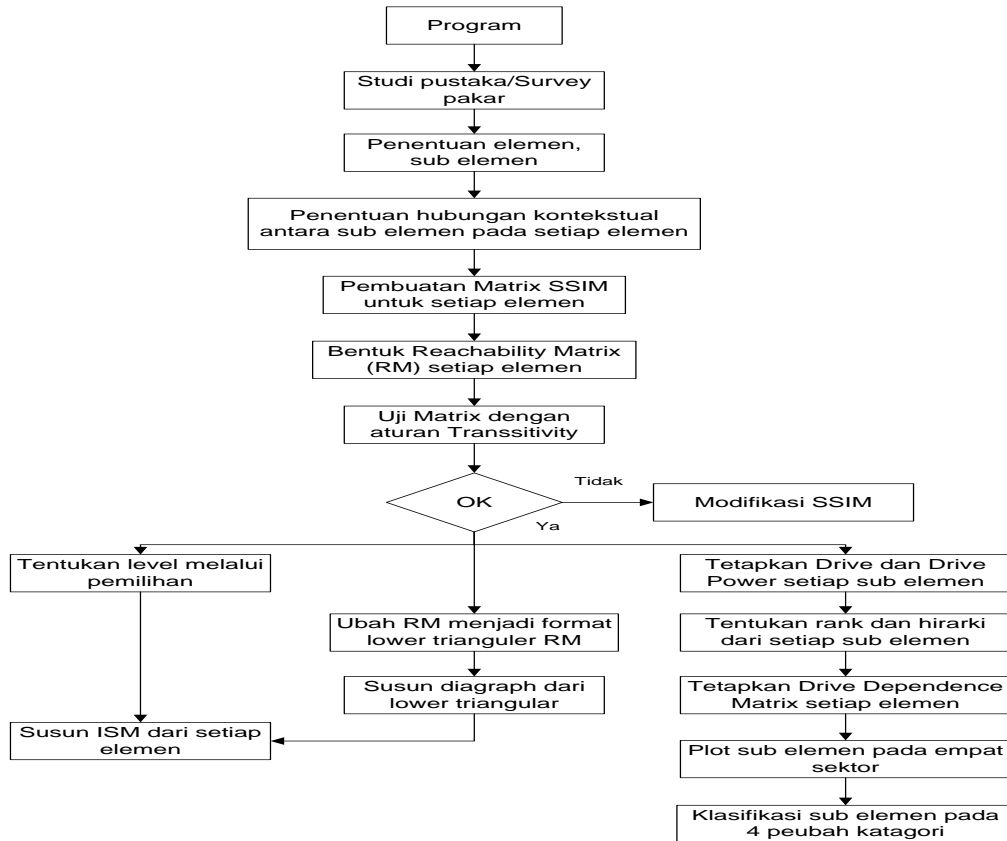 Program
Studi pustaka/Survey
pakar
Penentuan elemen,
sub elemen
Penentuan hubungan kontekstual
antara sub elemen pada setiap elemen
Pembuatan Matrix SSIM
untuk setiap elemen
Bentuk Reachability Matrix
(RM) setiap elemen
Uji Matrix dengan
aturan Transsitivity
OK
Tidak
Modifikasi SSIM
Ya
Tentukan level melalui
pemilihan
Susun ISM dari setiap
elemen
Ubah RM menjadi format
lower trianguler RM
Susun diagraph dari
lower triangular
Tetapkan Drive dan Drive
Power setiap sub elemen
Tentukan rank dan hirarki
dari setiap sub elemen
Tetapkan Drive Dependence
Matrix setiap elemen
Plot sub elemen pada empat
sektor
Klasifikasi sub elemen pada
4 peubah katagori